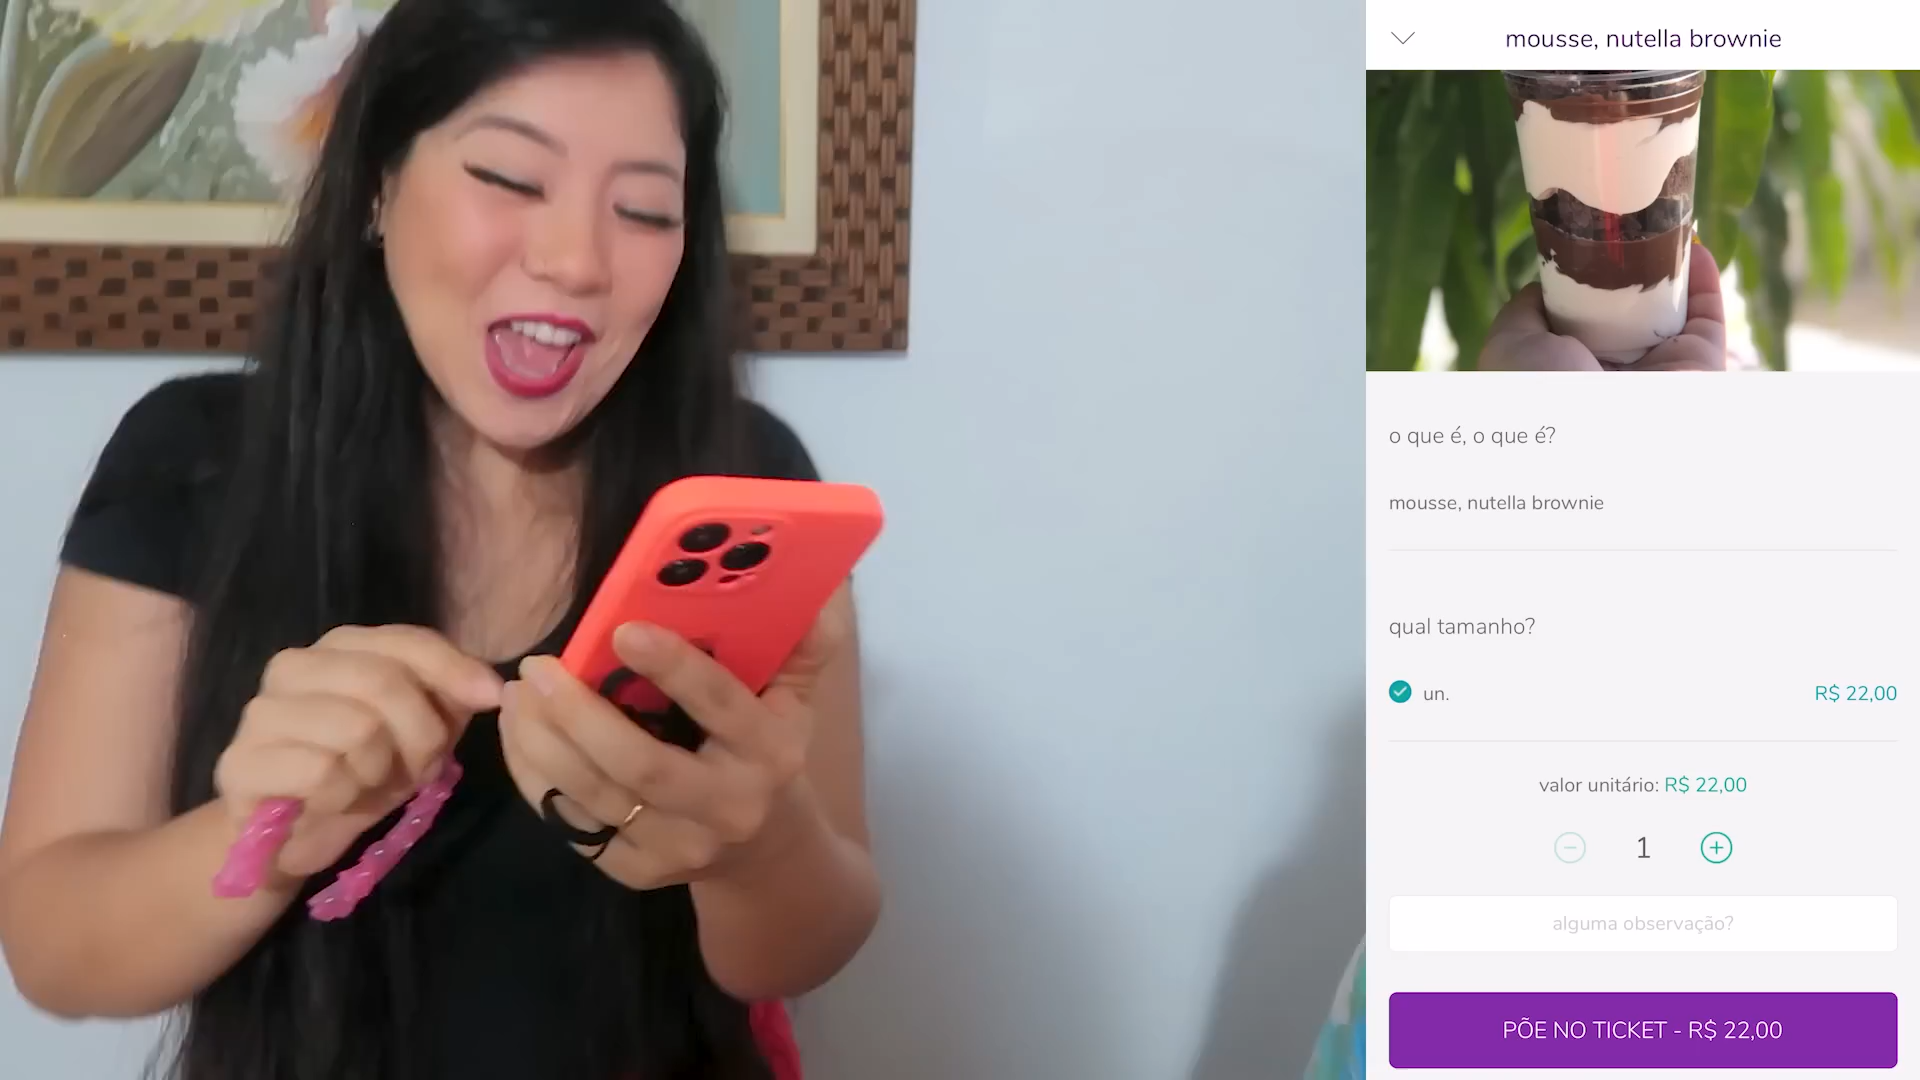 mousse, nutella brownie
o que é, o que é?
mousse, nutella brownie
qual tamanho?
un. R$ 22,00
valor unitário: R$ 22,00
1
alguma observação?
PÕE NO TICKET - R$ 22,00